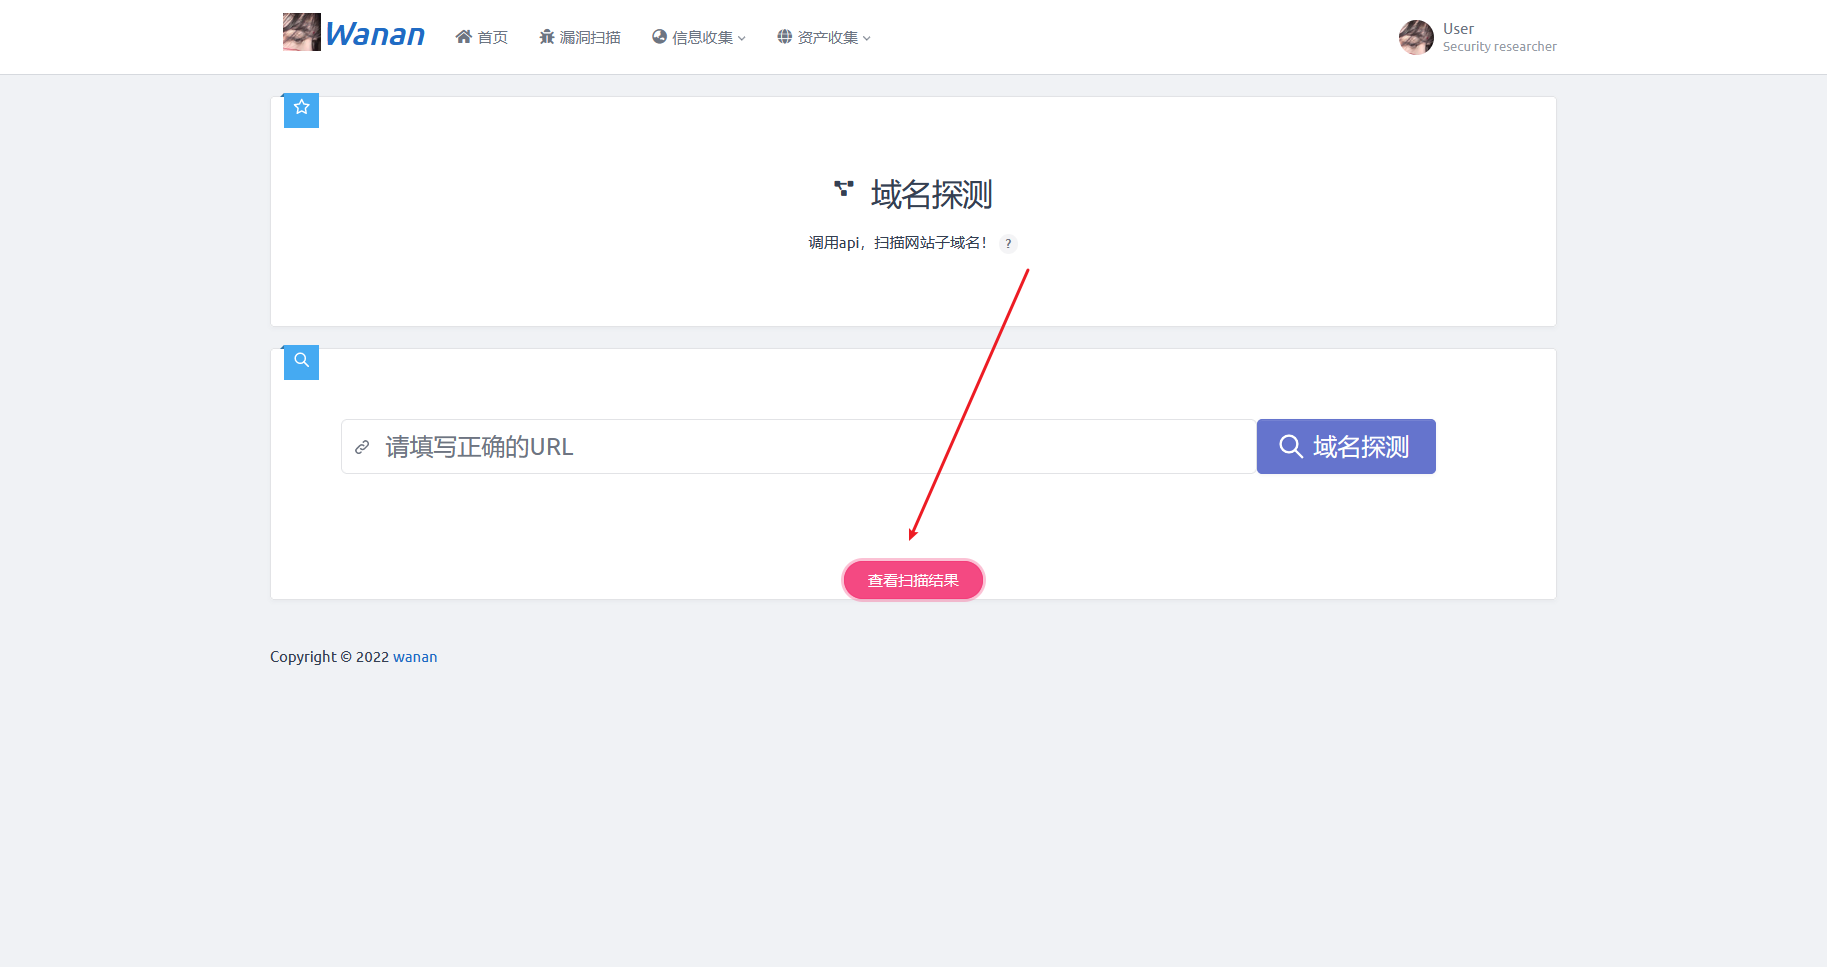 Wanan 首页 漏洞扫描 信息收集 资产收集 User
Security researcher
域名探测
调用api，扫描网站子域名！ ?
请填写正确的URL 域名探测
查看扫描结果
Copyright © 2022 wanan